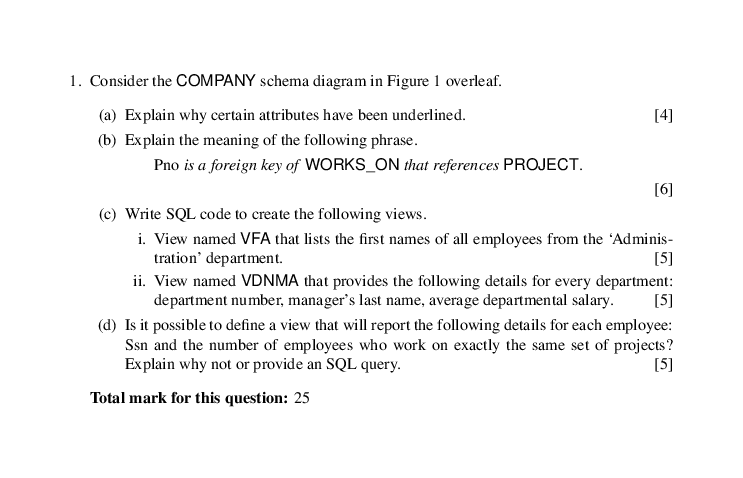 1. Consider the COMPANY schema diagram in Figure 1 overleaf.
(a) Explain why certain attributes have been underlined. [4]
(b) Explain the meaning of the following phrase.
Pno is a foreign key of WORKS_ON that references PROJECT.
[6]
(c) Write SQL code to create the following views.
i. View named VFA that lists the first names of all employees from the ‘Adminis-
tration’ department. [5]
ii. View named VDNMA that provides the following details for every department:
department number, manager’s last name, average departmental salary. [5]
(d) Is it possible to define a view that will report the following details for each employee:
Ssn and the number of employees who work on exactly the same set of projects?
Explain why not or provide an SQL query. [5]
Total mark for this question: 25